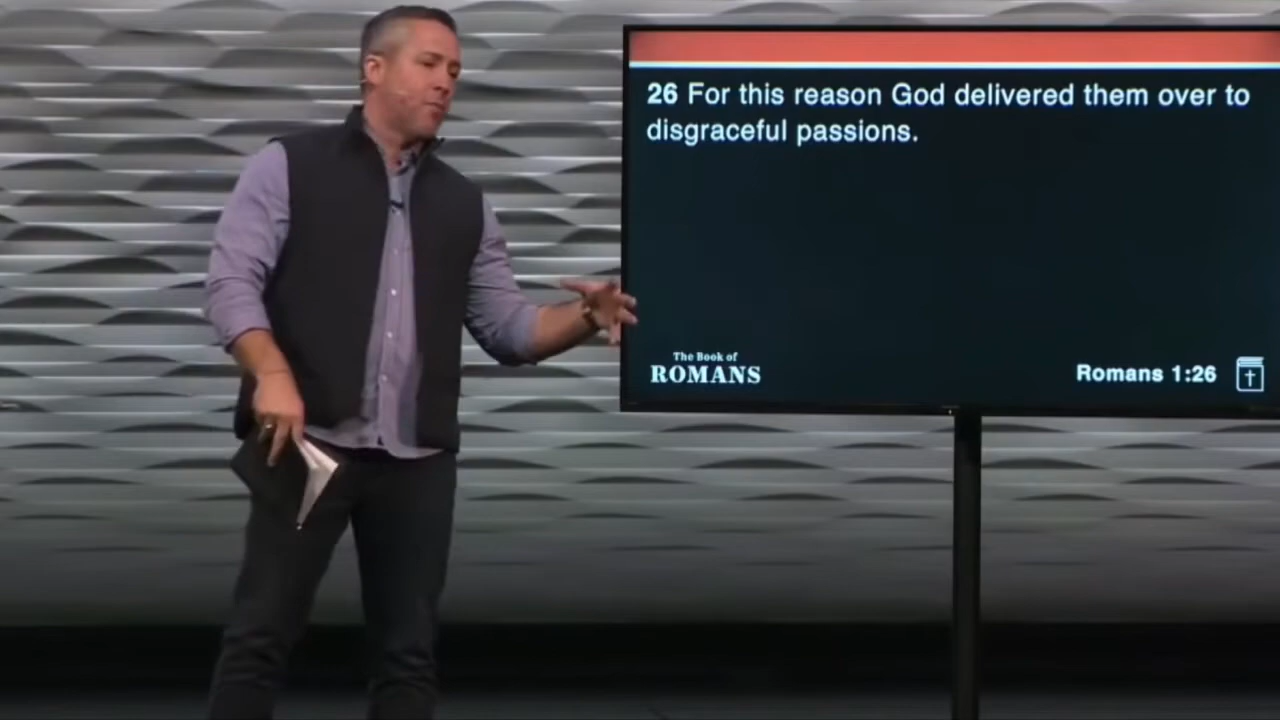 26 For this reason God delivered them over to
disgraceful passions.
The Book of
ROMANS
Romans 1:26